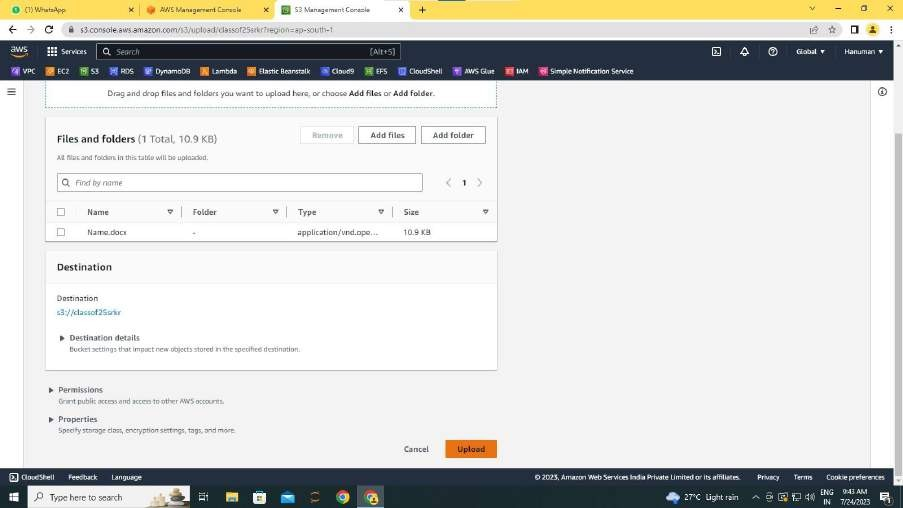 (1) WhatsApp
AWS Management Console
S3 Management Console
s3.console.aws.amazon.com/s3/upload/classof25srkr?region=ap-south-1
aws Services Search [Alt+S] Global Hanuman
VPC EC2 S3 RDS DynamoDB Lambda Elastic Beanstalk Cloud9 EFS CloudShell AWS Glue IAM Simple Notification Service
Drag and drop files and folders you want to upload here, or choose Add files or Add folder.
Files and folders (1 Total, 10.9 KB) Remove Add files Add folder
All files and folders in this table will be uploaded.
Find by name 1
Name Folder Type Size
Name.docx - application/vnd.ope... 10.9 KB
Destination
Destination
s3://classof25srkr
Destination details
Bucket settings that impact new objects stored in the specified destination.
Permissions
Grant public access and access to other AWS accounts.
Properties
Specify storage class, encryption settings, tags, and more.
Cancel Upload
CloudShell Feedback Language © 2023, Amazon Web Services India Private Limited or its affiliates. Privacy Terms Cookie preferences
Type here to search 27°C Light rain ENG IN 9:43 AM 7/24/2023